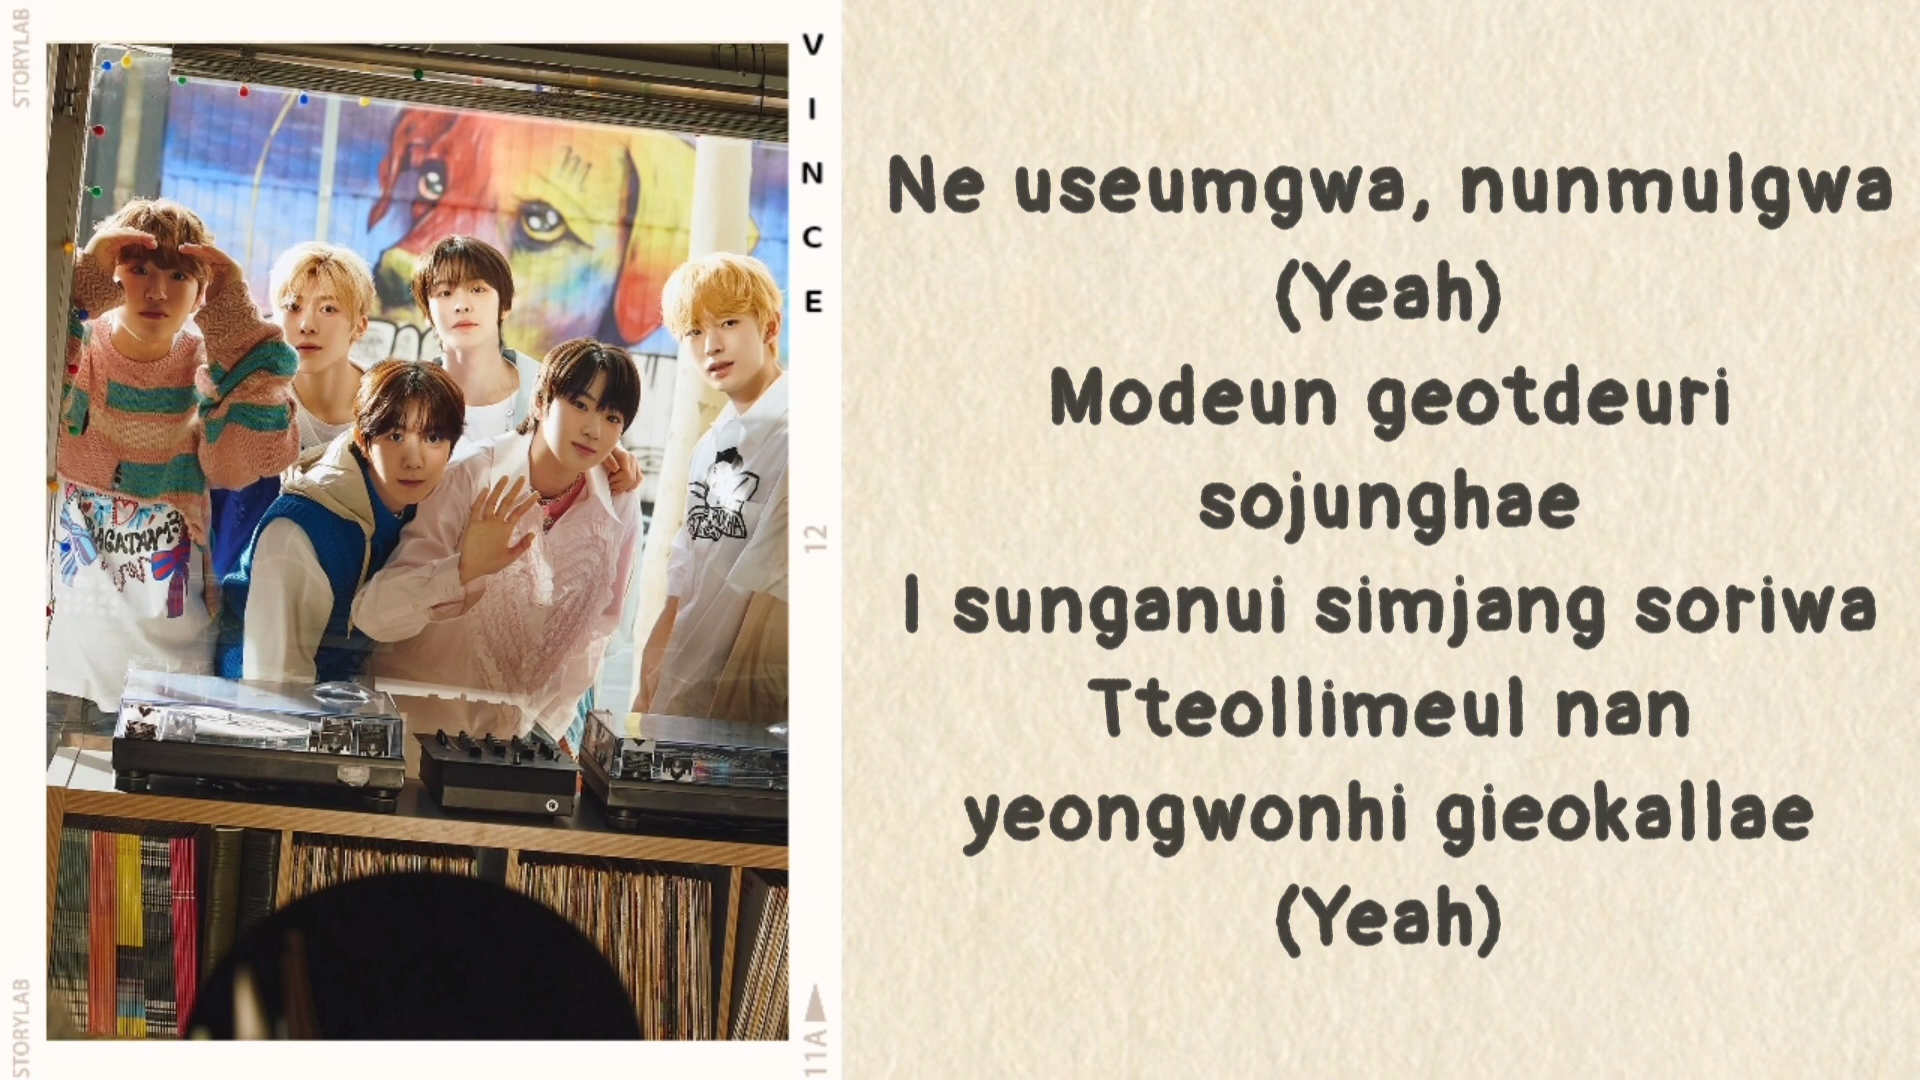 STORYLAB
VINCE
12
11A
STORYLAB
Ne useumgwa, nunmulgwa
(Yeah)
Modeun geotdeuri
sojunghae
I sunganui simjang soriwa
Tteollimeul nan
yeongwonhi gieokallae
(Yeah)